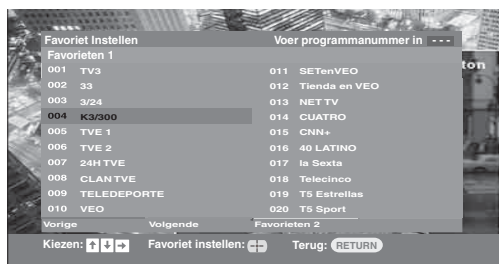 Favoriet Instellen Voer programmanummer in ---
Favorieten 1
001 TV3 011 SETenVEO
002 33 012 Tienda en VEO
003 3/24 013 NET TV
004 K3/300 014 CUATRO
005 TVE 1 015 CNN+
006 TVE 2 016 40 LATINO
007 24H TVE 017 la Sexta
008 CLAN TVE 018 Telecinco
009 TELEDEPORTE 019 T5 Estrellas
010 VEO 020 T5 Sport
Vorige Volgende Favorieten 2
Kiezen: ↑ ↓ → Favoriet instellen: Terug: RETURN
ton